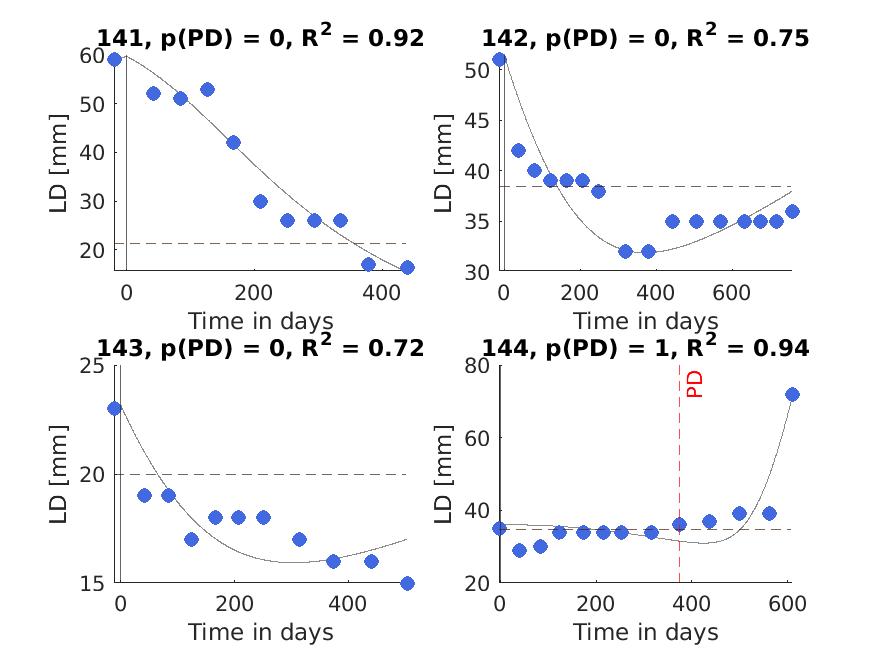 141, p(PD) = 0, R² = 0.92
60
50
40
30
20
LD [mm]
0
200
400
Time in days
142, p(PD) = 0, R² = 0.75
50
45
40
35
30
LD [mm]
0
200
400
600
Time in days
143, p(PD) = 0, R² = 0.72
25
20
15
LD [mm]
0
200
400
Time in days
144, p(PD) = 1, R² = 0.94
80
60
40
20
LD [mm]
PD
0
200
400
600
Time in days